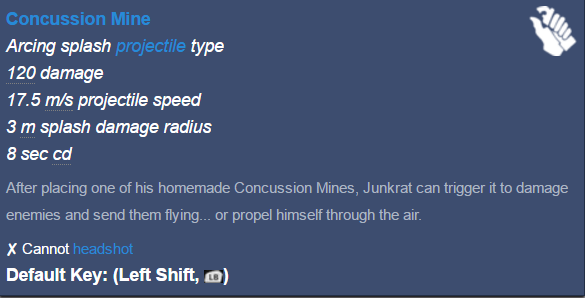 Concussion Mine
Arcing splash projectile type
120 damage
17.5 m/s projectile speed
3 m splash damage radius
8 sec cd
After placing one of his homemade Concussion Mines, Junkrat can trigger it to damage
enemies and send them flying... or propel himself through the air.
✗ Cannot headshot
Default Key: (Left Shift, LB)